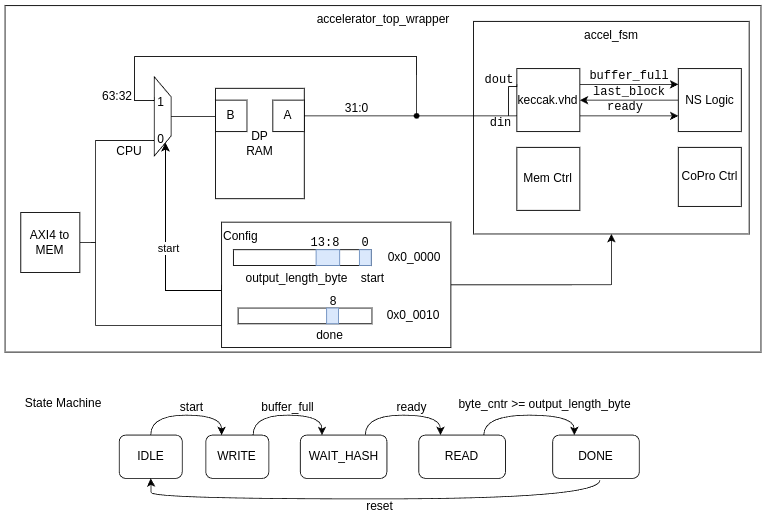 accelerator_top_wrapper
accel_fsm
63:32
1
0
CPU
B
A
DP
RAM
31:0
dout
din
keccak.vhd
buffer_full
last_block
ready
NS Logic
Mem Ctrl
CoPro Ctrl
AXI4 to
MEM
start
Config
13:8
0
0x0_0000
output_length_byte
start
8
0x0_0010
done
State Machine
start
buffer_full
ready
byte_cntr >= output_length_byte
IDLE
WRITE
WAIT_HASH
READ
DONE
reset